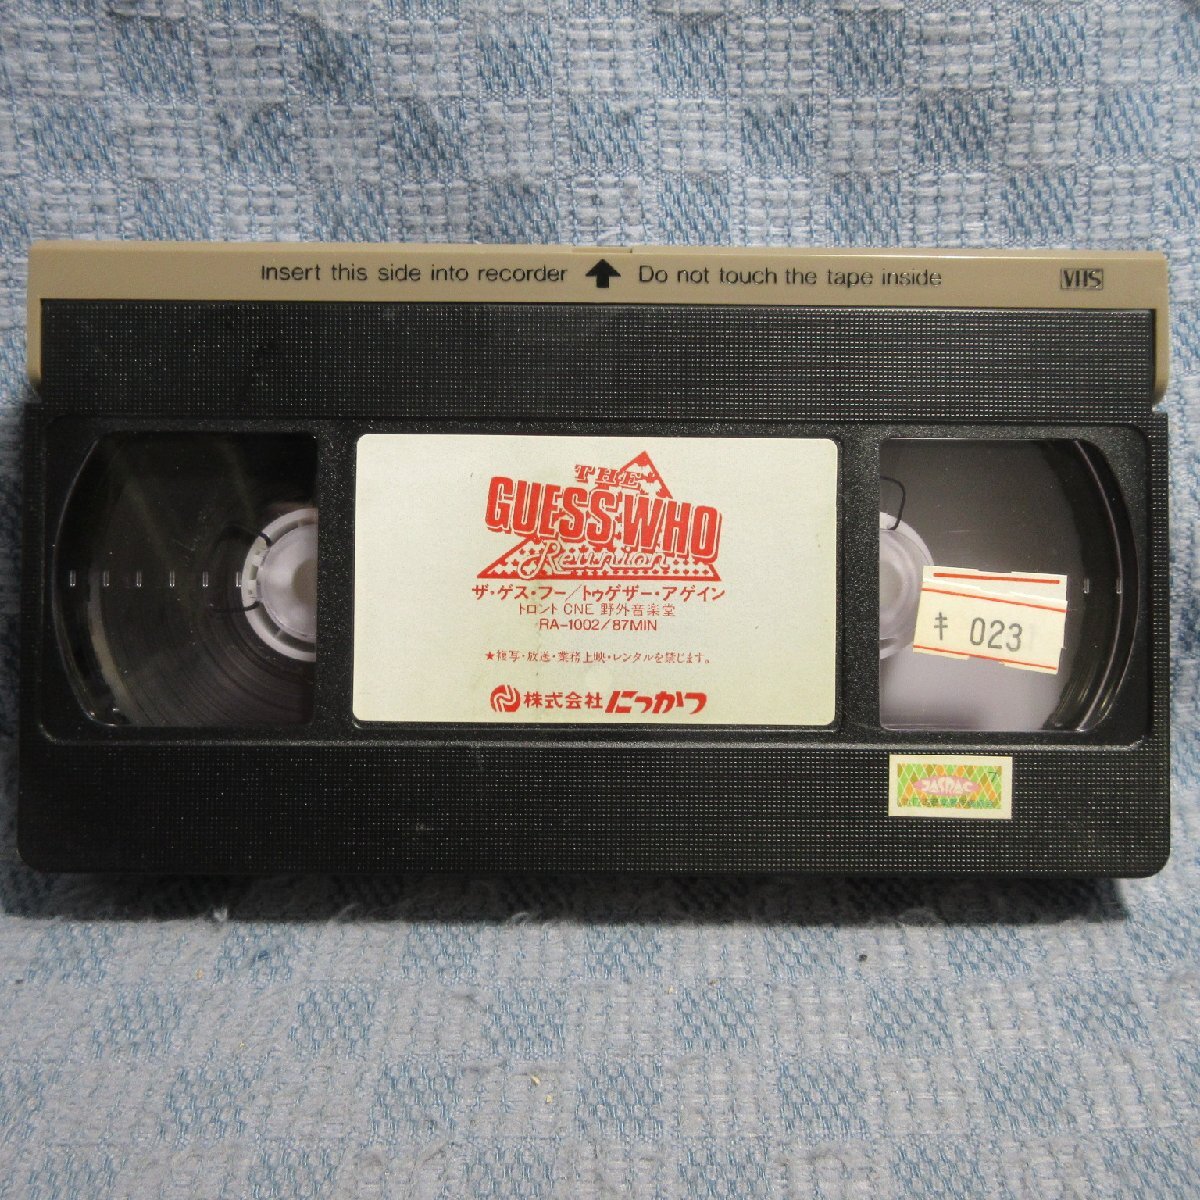 Insert this side into recorder ↑ Do not touch the tape inside
VHS
THE
GUESS WHO
Reunion
ザ・ゲス・フー/トゥゲザー・アゲイン
トロント CNE 野外音楽堂
RA-1002/87MIN
★複写・放送・業務上映・レンタルを禁じます。
株式会社 にっかつ
キ 023
7
JASRAC